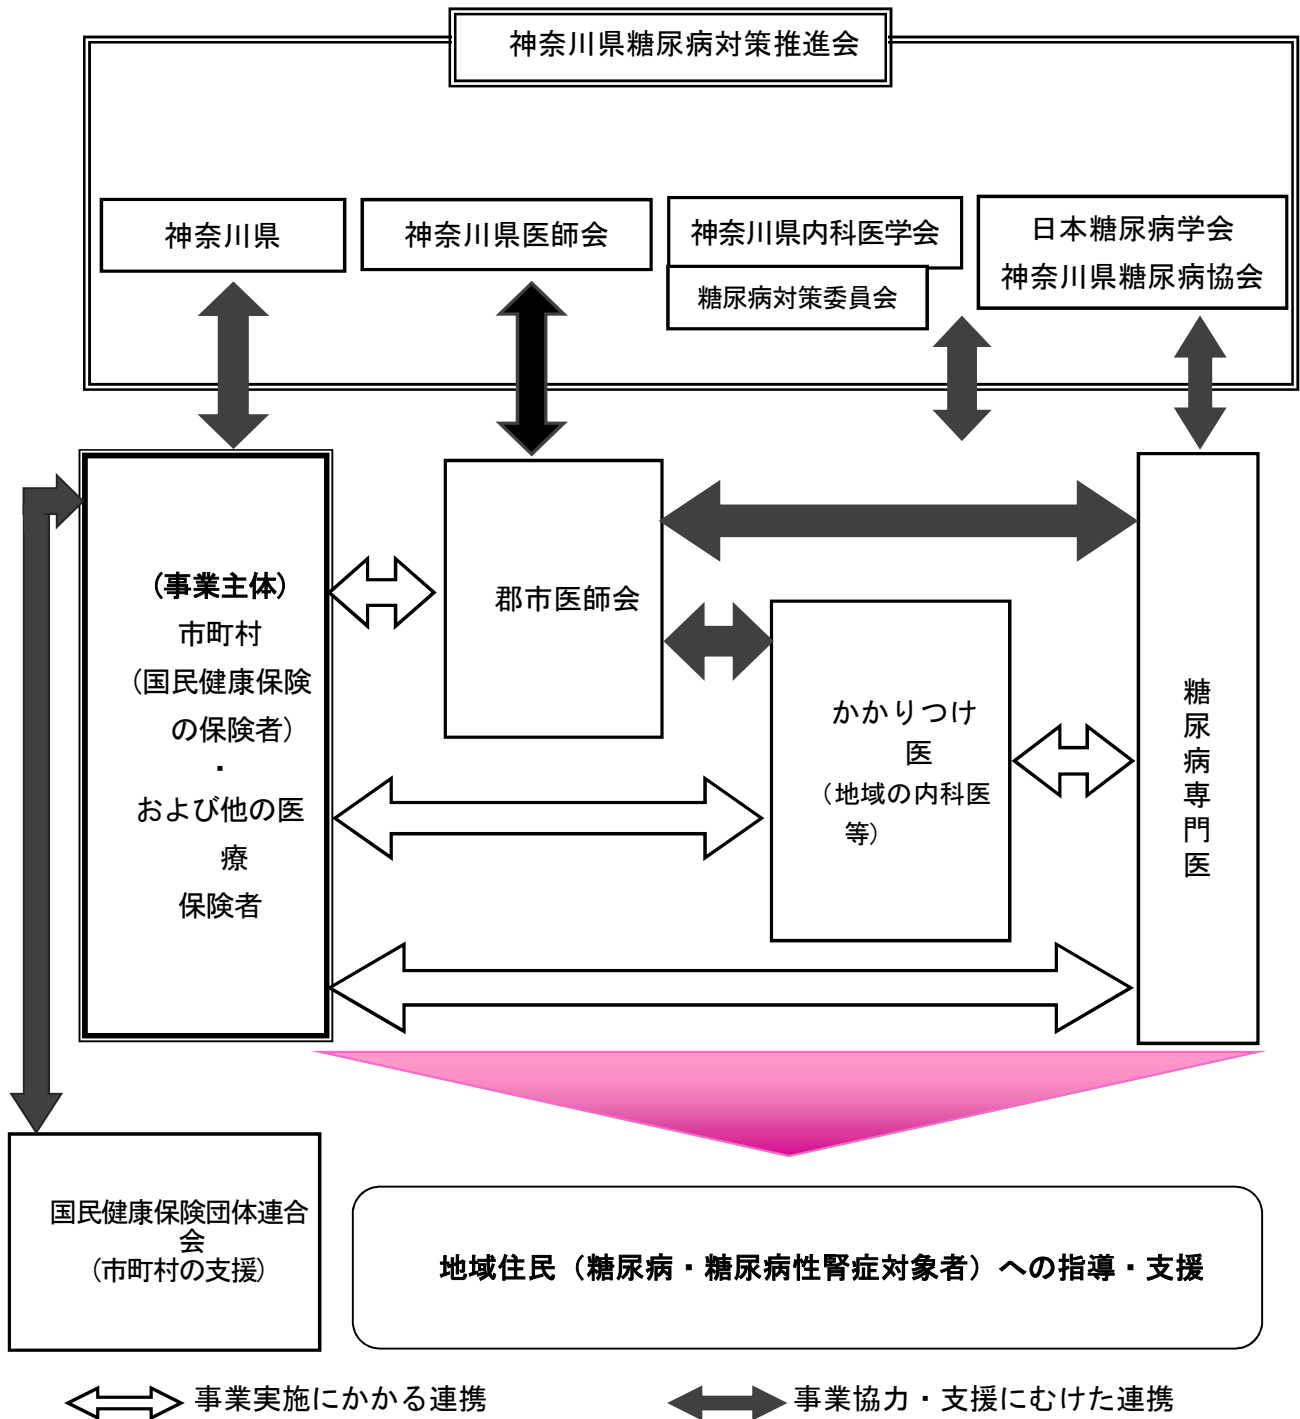 神奈川県糖尿病対策推進会
神奈川県
神奈川県医師会
神奈川県内科医学会
糖尿病対策委員会
日本糖尿病学会
神奈川県糖尿病協会
(事業主体)
市町村
(国民健康保険
の保険者)
・
および他の医
療
保険者
郡市医師会
かかりつけ
医
(地域の内科医
等)
糖尿病専門医
国民健康保険団体連合
会
(市町村の支援)
地域住民(糖尿病・糖尿病性腎症対象者)への指導・支援
事業実施にかかる連携
事業協力・支援にむけた連携